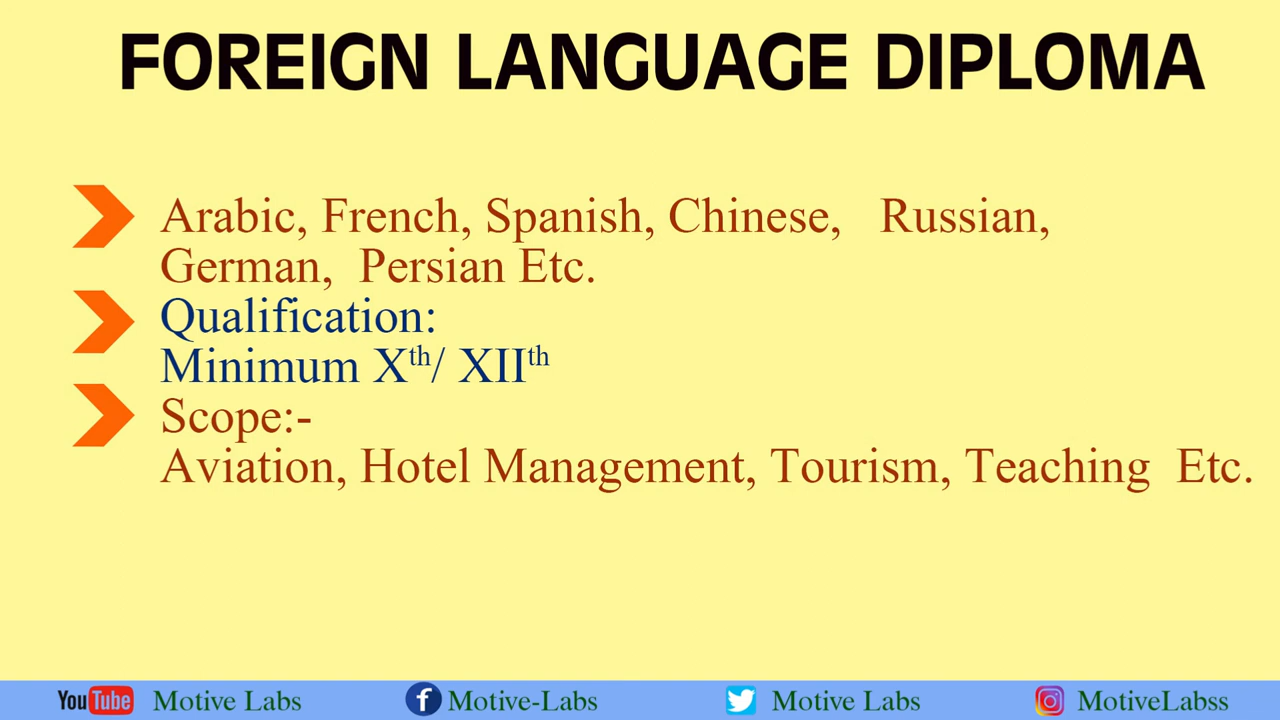 FOREIGN LANGUAGE DIPLOMA
Arabic, French, Spanish, Chinese, Russian,
German, Persian Etc.
Qualification:
Minimum Xth/ XIIth
Scope:-
Aviation, Hotel Management, Tourism, Teaching Etc.
YouTube Motive Labs f Motive-Labs Motive Labs MotiveLabss